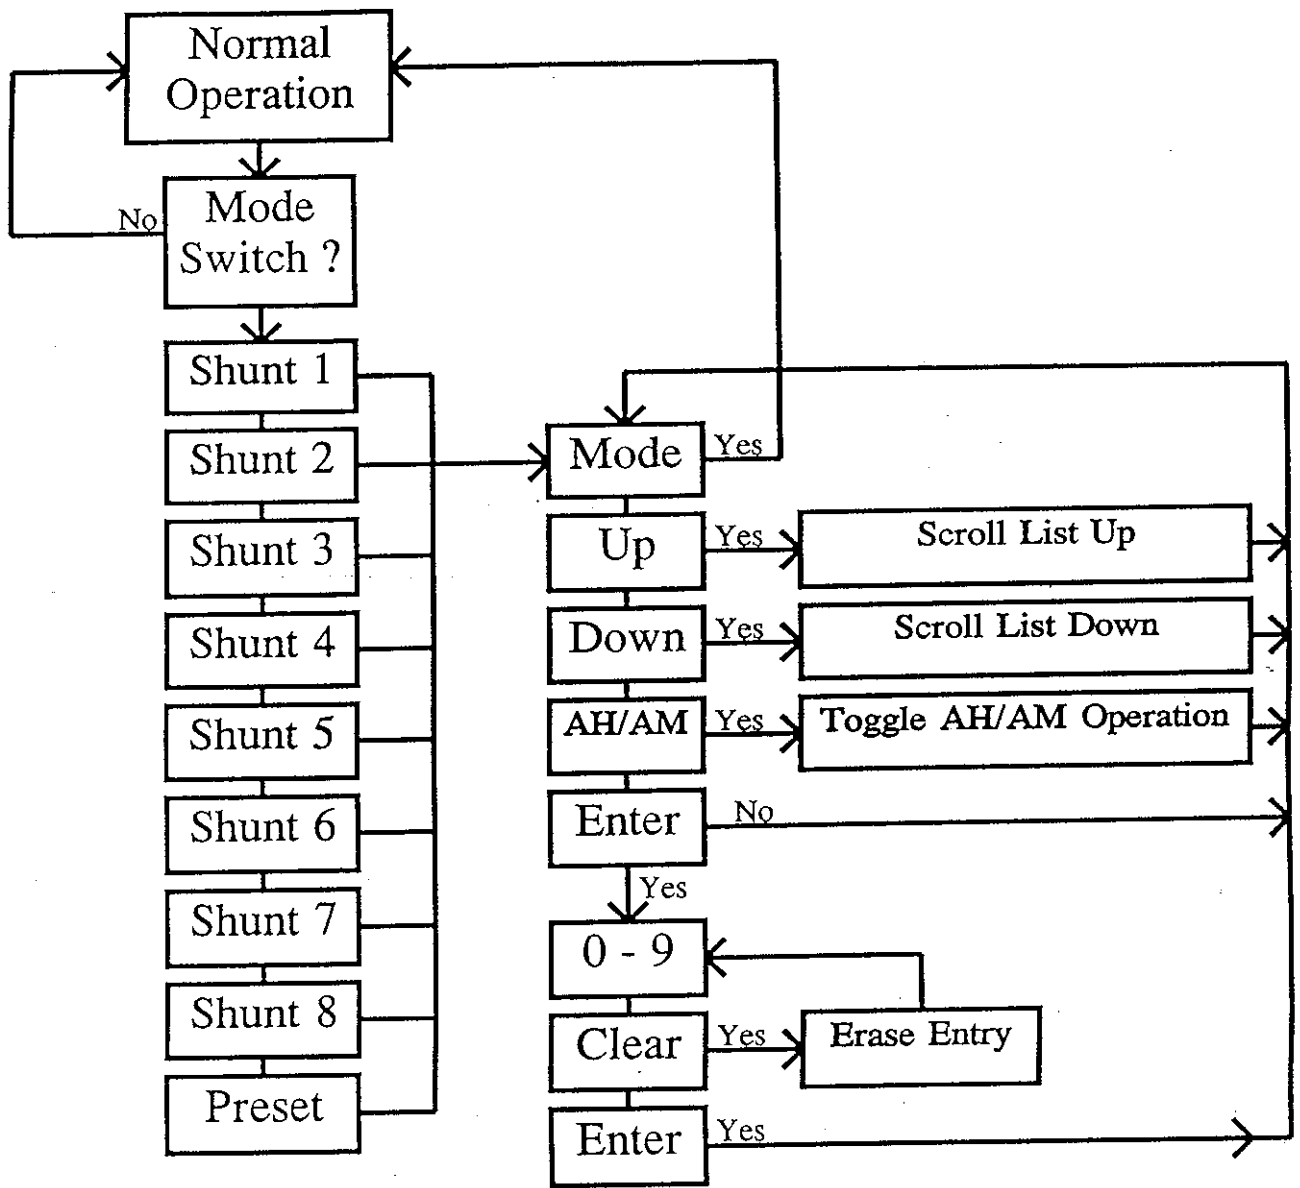 Normal
Operation
No
Mode
Switch ?
Shunt 1
Shunt 2
Shunt 3
Shunt 4
Shunt 5
Shunt 6
Shunt 7
Shunt 8
Preset
Mode
Yes
Up
Yes
Scroll List Up
Down
Yes
Scroll List Down
AH/AM
Yes
Toggle AH/AM Operation
Enter
No
Yes
0 - 9
Clear
Yes
Erase Entry
Enter
Yes